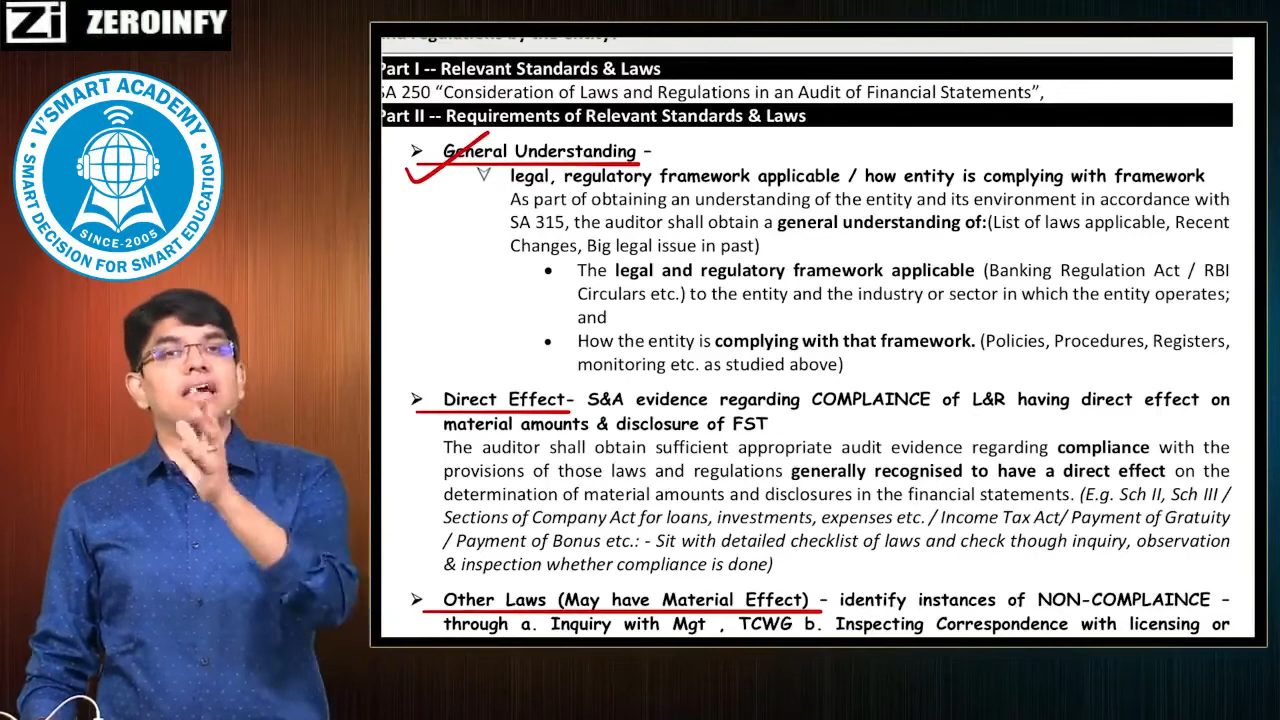 Zi ZEROINFY
V'SMART ACADEMY
SINCE-2005
SMART DECISION FOR SMART EDUCATION
Part I -- Relevant Standards & Laws
SA 250 “Consideration of Laws and Regulations in an Audit of Financial Statements”,
Part II -- Requirements of Relevant Standards & Laws
General Understanding –
legal, regulatory framework applicable / how entity is complying with framework
As part of obtaining an understanding of the entity and its environment in accordance with
SA 315, the auditor shall obtain a general understanding of:(List of laws applicable, Recent
Changes, Big legal issue in past)
• The legal and regulatory framework applicable (Banking Regulation Act / RBI
Circulars etc.) to the entity and the industry or sector in which the entity operates;
and
• How the entity is complying with that framework. (Policies, Procedures, Registers,
monitoring etc. as studied above)
Direct Effect- S&A evidence regarding COMPLAINCE of L&R having direct effect on
material amounts & disclosure of FST
The auditor shall obtain sufficient appropriate audit evidence regarding compliance with the
provisions of those laws and regulations generally recognised to have a direct effect on the
determination of material amounts and disclosures in the financial statements. (E.g. Sch II, Sch III /
Sections of Company Act for loans, investments, expenses etc. / Income Tax Act/ Payment of Gratuity
/ Payment of Bonus etc.: - Sit with detailed checklist of laws and check though inquiry, observation
& inspection whether compliance is done)
Other Laws (May have Material Effect) – identify instances of NON-COMPLAINCE –
through a. Inquiry with Mgt , TCWG b. Inspecting Correspondence with licensing or